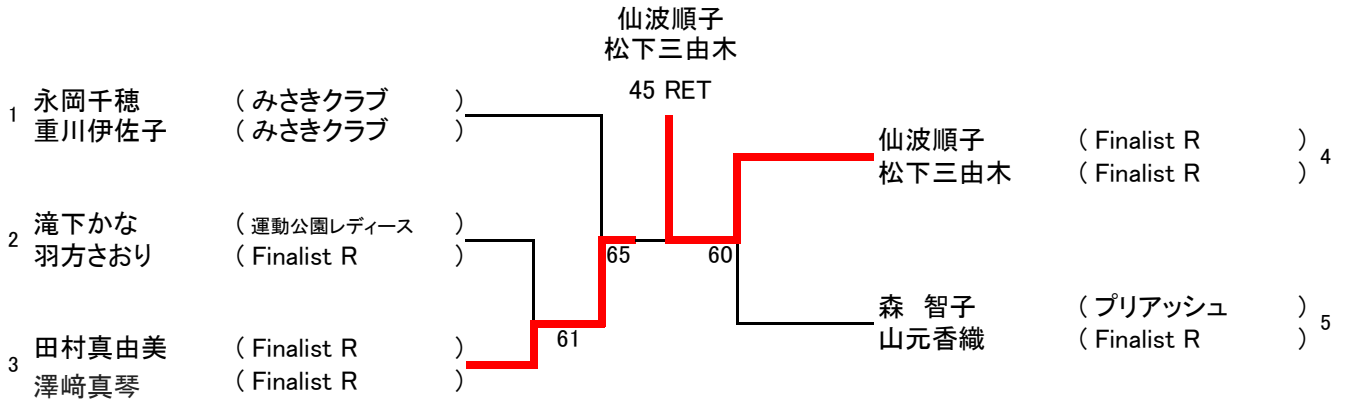 仙波順子
松下三由木
45 RET
1 永岡千穂 ( みさきクラブ )
重川伊佐子 ( みさきクラブ )
2 滝下かな ( 運動公園レディース )
羽方さおり ( Finalist R )
3 田村真由美 ( Finalist R )
澤﨑真琴 ( Finalist R )
61
65
60
仙波順子 ( Finalist R ) 4
松下三由木 ( Finalist R )
森 智子 ( プリアッシュ ) 5
山元香織 ( Finalist R )